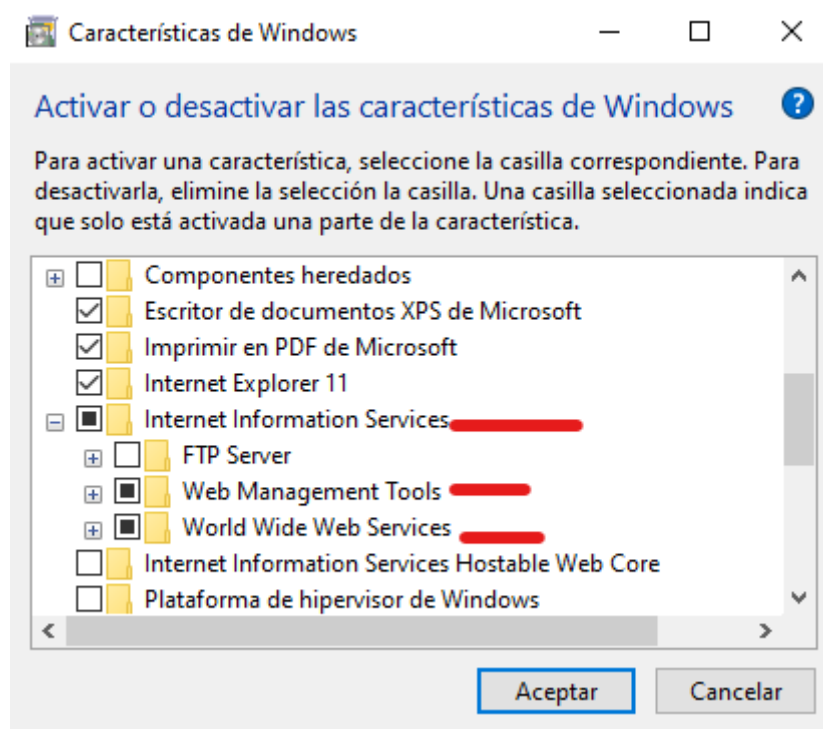 Características de Windows
Activar o desactivar las características de Windows
Para activar una característica, seleccione la casilla correspondiente. Para
desactivarla, elimine la selección la casilla. Una casilla seleccionada indica
que solo está activada una parte de la característica.
Componentes heredados
Escritor de documentos XPS de Microsoft
Imprimir en PDF de Microsoft
Internet Explorer 11
Internet Information Services
FTP Server
Web Management Tools
World Wide Web Services
Internet Information Services Hostable Web Core
Plataforma de hipervisor de Windows
Aceptar
Cancelar